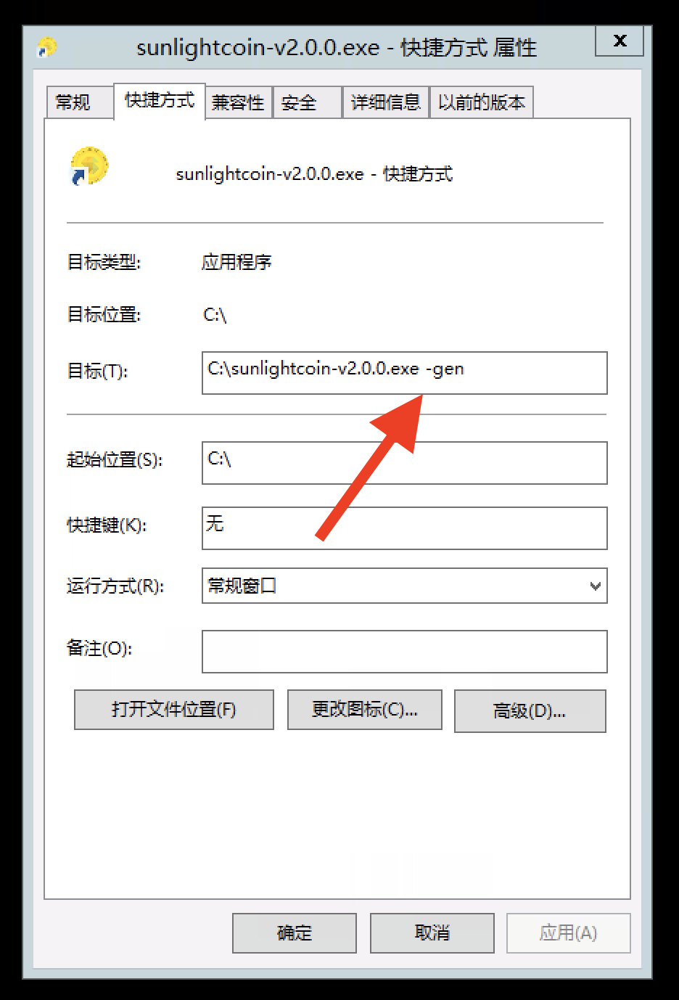 sunlightcoin-v2.0.0.exe - 快捷方式 属性
x
常规 快捷方式 兼容性 安全 详细信息 以前的版本
sunlightcoin-v2.0.0.exe - 快捷方式
目标类型: 应用程序
目标位置: C:\
目标(T): C:\sunlightcoin-v2.0.0.exe -gen
起始位置(S): C:\
快捷键(K): 无
运行方式(R): 常规窗口
备注(O):
打开文件位置(F) 更改图标(C)... 高级(D)...
确定 取消 应用(A)